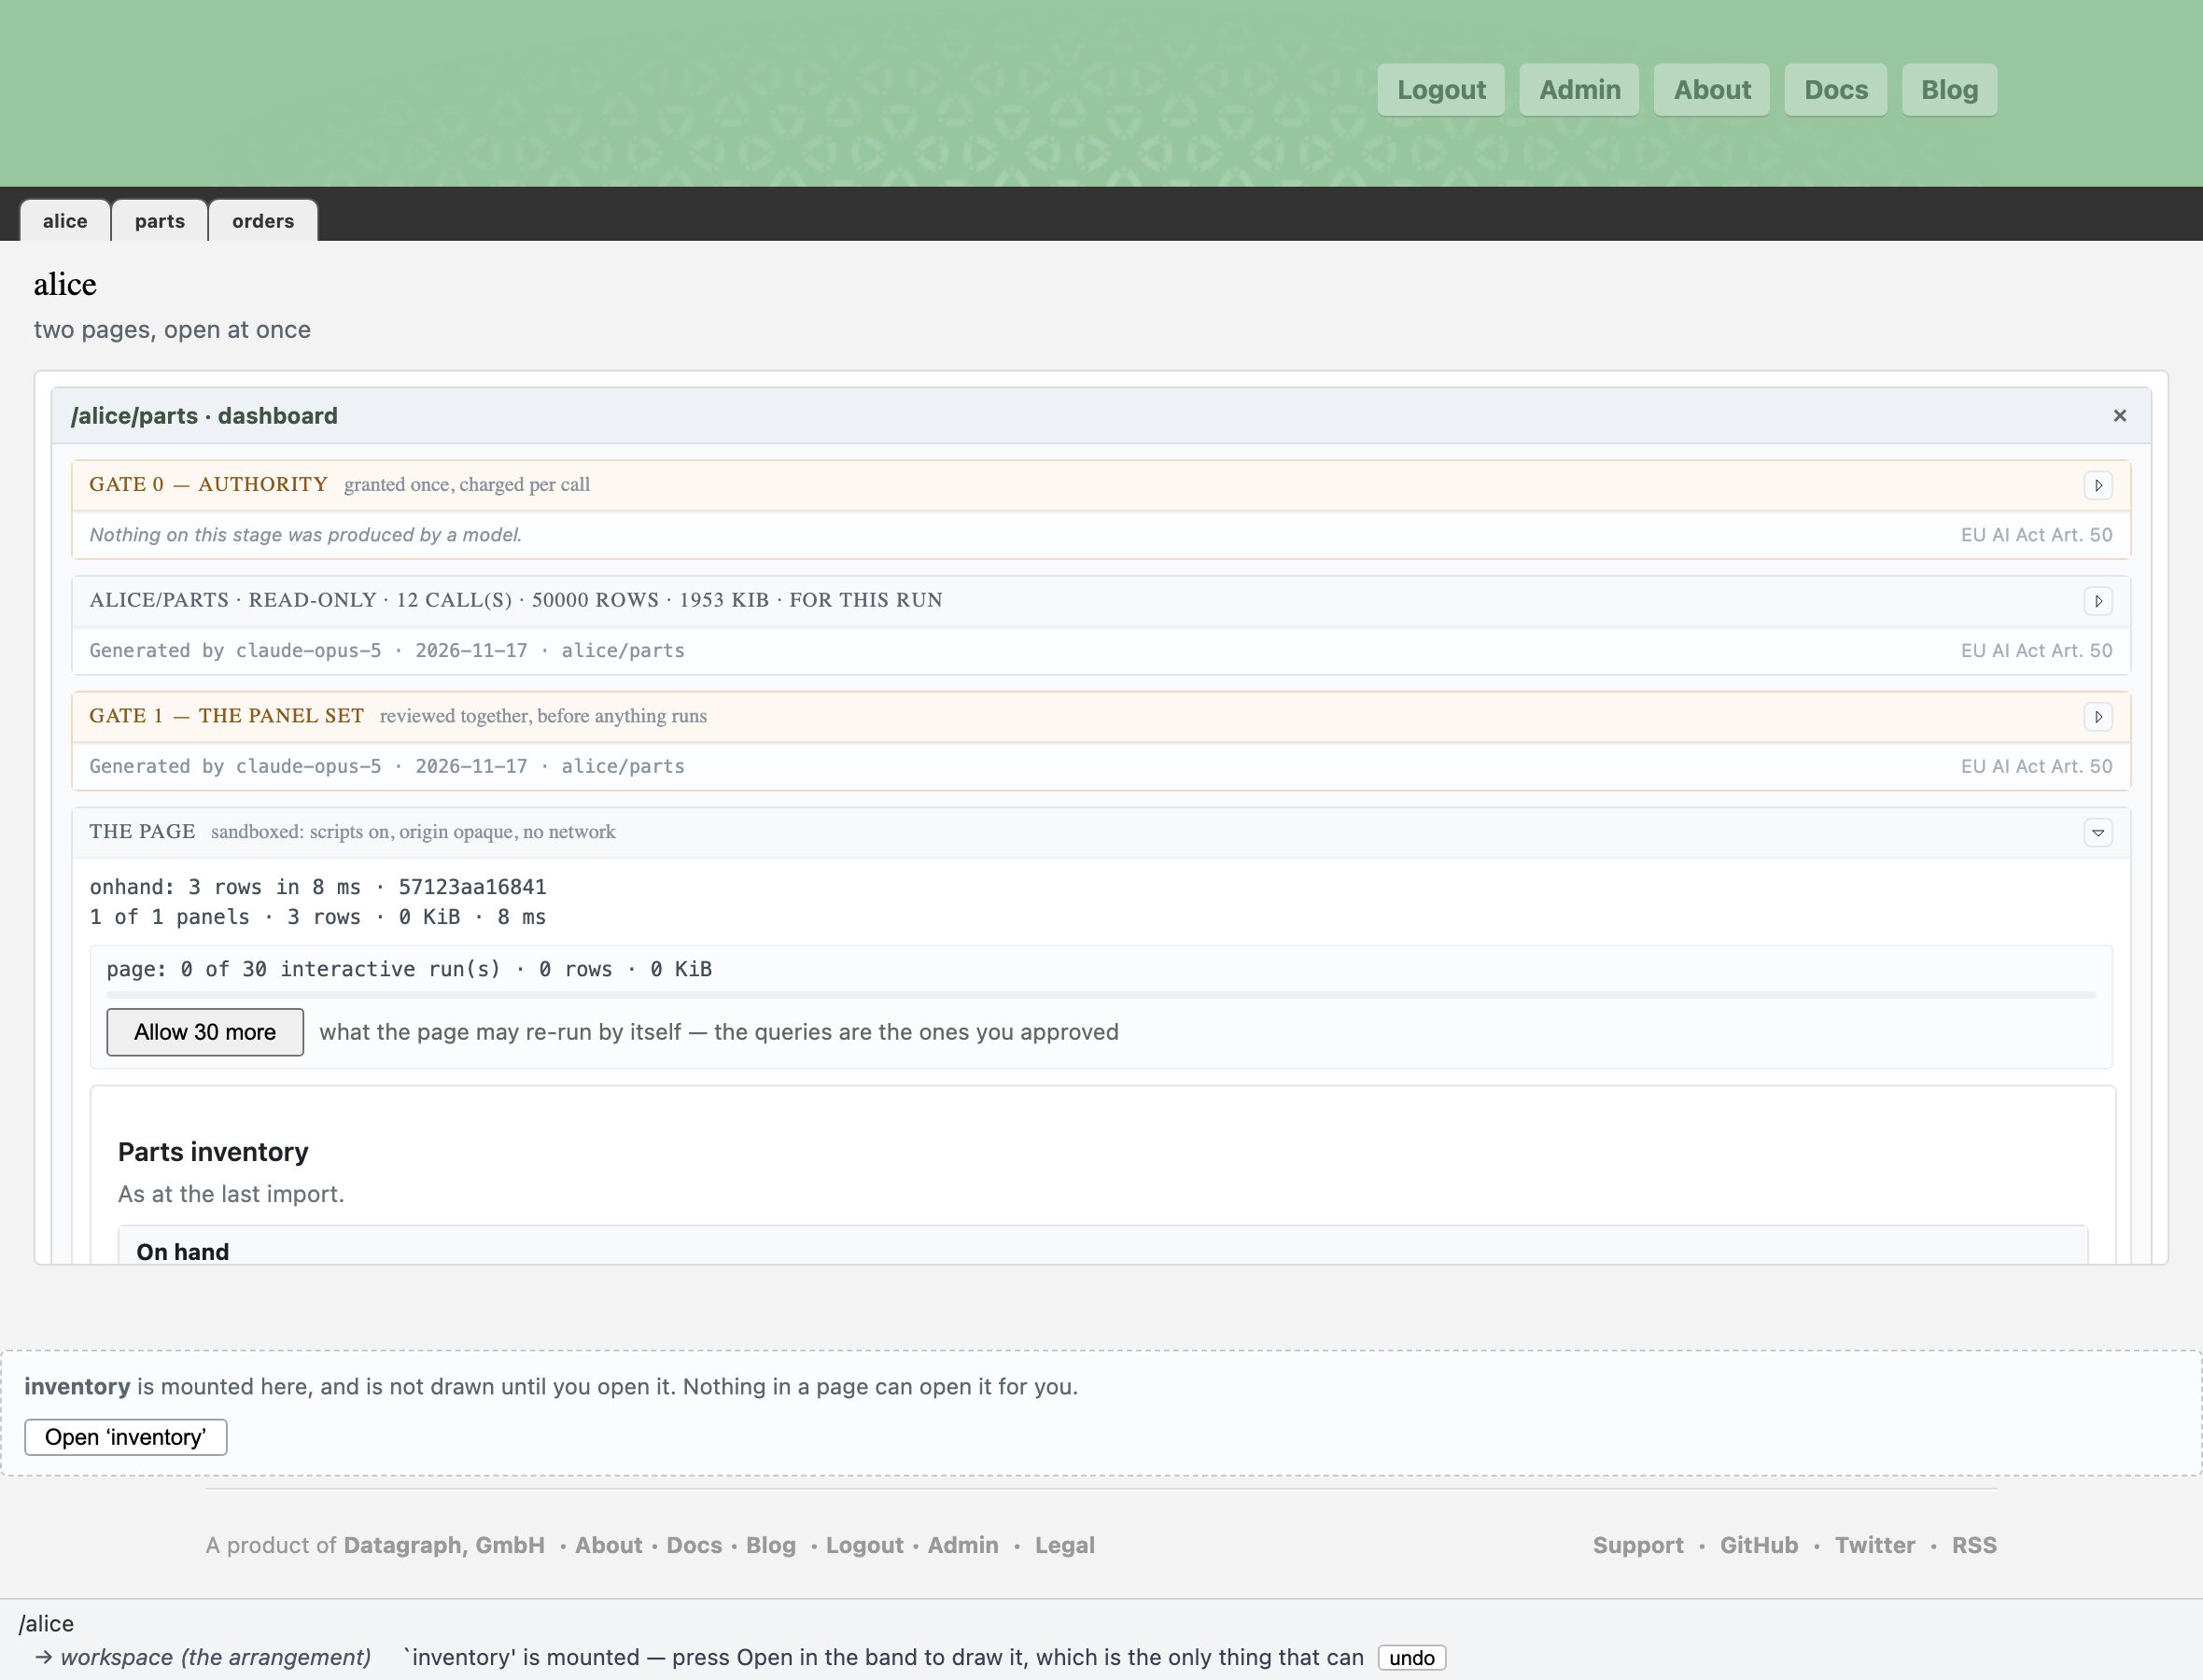 Logout Admin About Docs Blog
alice parts orders
alice
two pages, open at once
/alice/parts · dashboard ×
GATE 0 — AUTHORITY granted once, charged per call
Nothing on this stage was produced by a model. EU AI Act Art. 50
ALICE/PARTS · READ-ONLY · 12 CALL(S) · 50000 ROWS · 1953 KIB · FOR THIS RUN
Generated by claude-opus-5 · 2026-11-17 · alice/parts EU AI Act Art. 50
GATE 1 — THE PANEL SET reviewed together, before anything runs
Generated by claude-opus-5 · 2026-11-17 · alice/parts EU AI Act Art. 50
THE PAGE sandboxed: scripts on, origin opaque, no network
onhand: 3 rows in 8 ms · 57123aa16841
1 of 1 panels · 3 rows · 0 KiB · 8 ms
page: 0 of 30 interactive run(s) · 0 rows · 0 KiB
Allow 30 more what the page may re-run by itself — the queries are the ones you approved
Parts inventory
As at the last import.
On hand
inventory is mounted here, and is not drawn until you open it. Nothing in a page can open it for you.
Open ‘inventory’
A product of Datagraph, GmbH · About · Docs · Blog · Logout · Admin · Legal Support · GitHub · Twitter · RSS
/alice
→ workspace (the arrangement) `inventory' is mounted — press Open in the band to draw it, which is the only thing that can undo